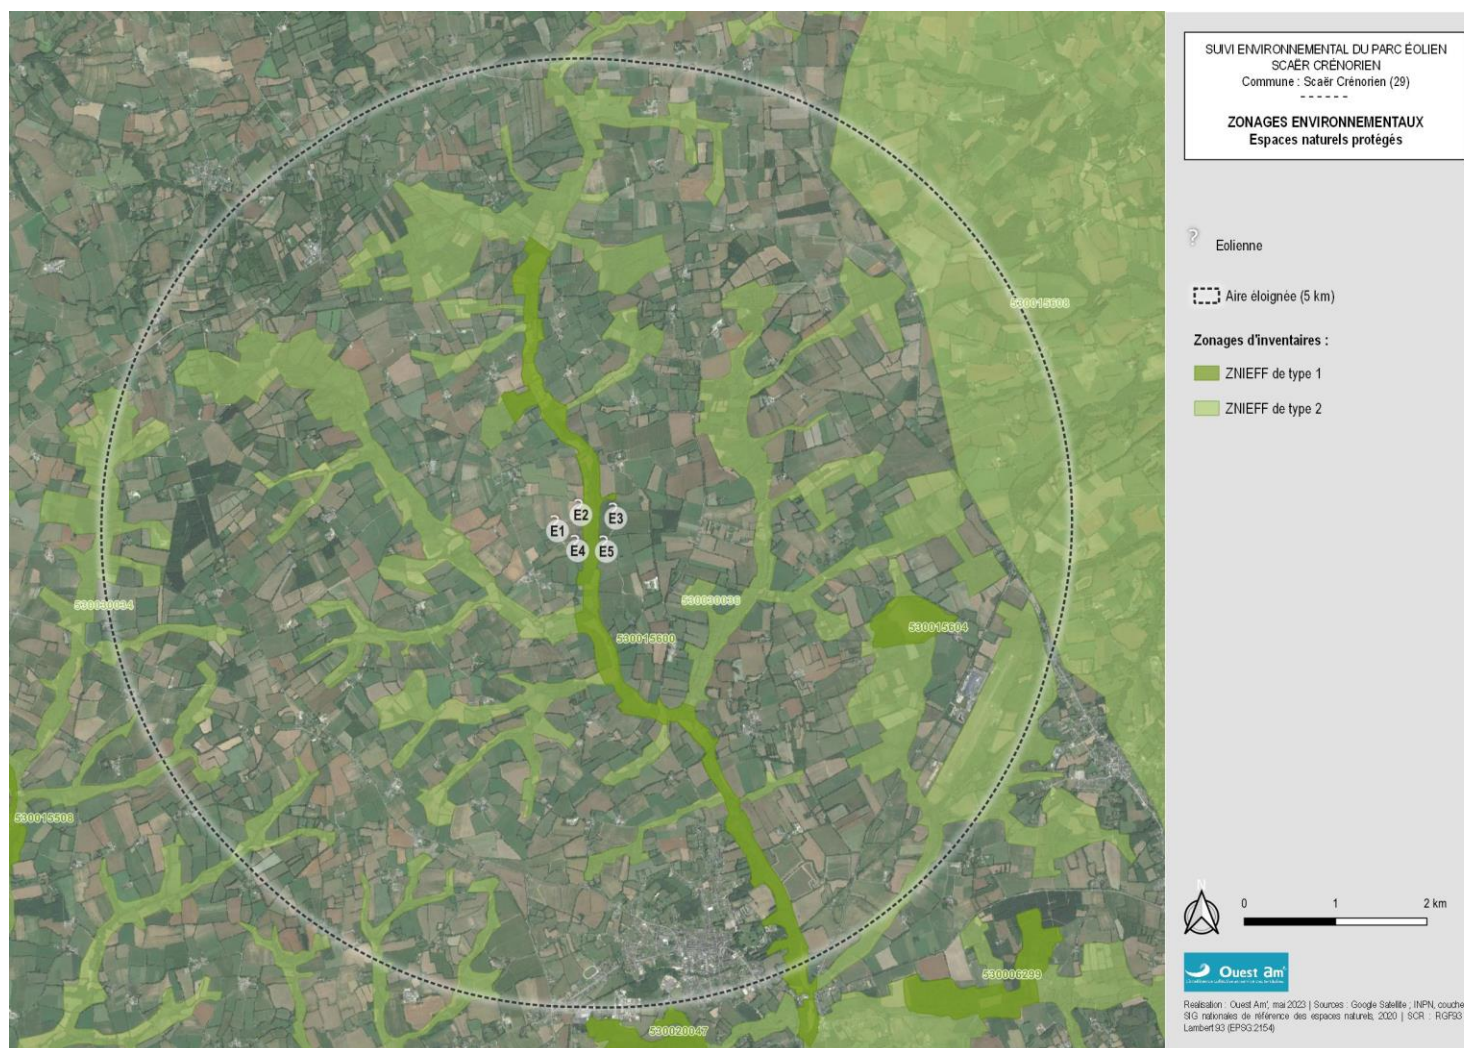 SUIVI ENVIRONNEMENTAL DU PARC ÉOLIEN
SCAËR CRÉNORIEN
Commune : Scaër Crénorien (29)
------
ZONAGES ENVIRONNEMENTAUX
Espaces naturels protégés
?
Eolienne
Aire éloignée (5 km)
Zonages d'inventaires :
ZNIEFF de type 1
ZNIEFF de type 2
530015608
E2
E3
E1
E4
E5
530030034
530030036
530015604
530015600
530015508
530006299
530020047
N
0 1 2 km
Ouest am'
Realisation : Ouest Am', mai 2023 | Sources : Google Satellite ; INPN, couche
SIG nationales de référence des espaces naturels, 2020 | SCR : RGF93
Lambert 93 (EPSG:2154)